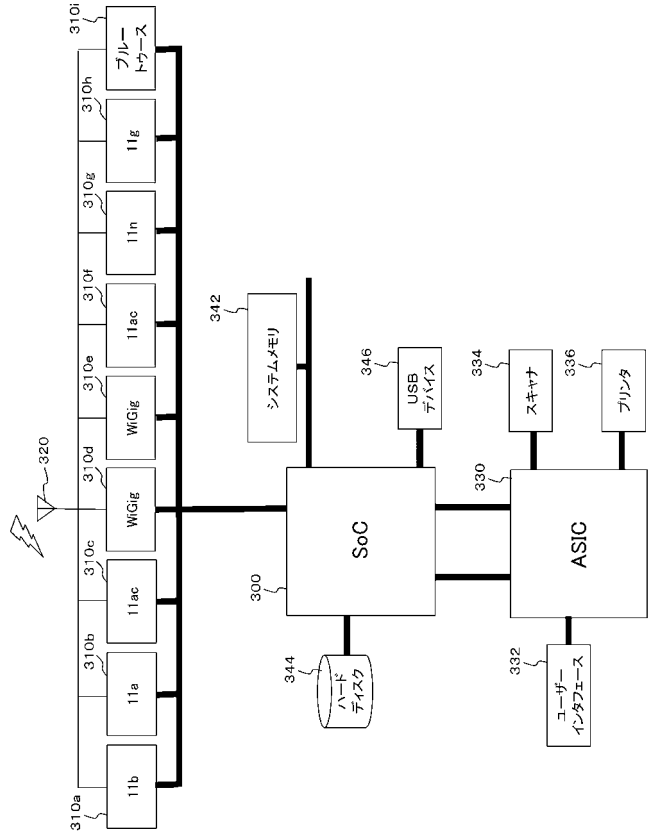 310a
11b
310b
11a
310c
11ac
310d
WiGig
320
310e
WiGig
310f
11ac
310g
11n
310h
11g
310i
ブルー
トゥース
342
システムメモリ
300
SoC
344
ハード
ディスク
346
USB
デバイス
330
ASIC
332
ユーザー
インタフェース
334
スキャナ
336
プリンタ